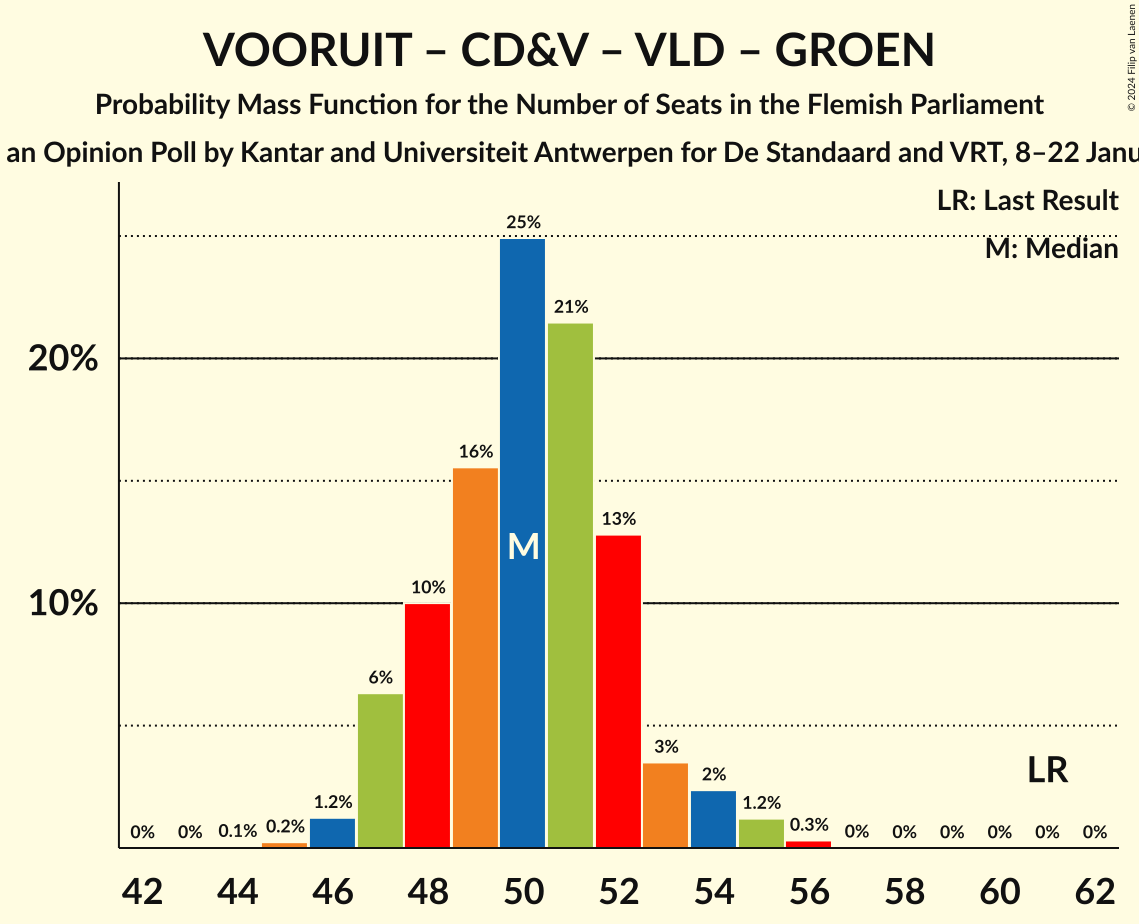 VOORUIT – CD&V – VLD – GROEN
Probability Mass Function for the Number of Seats in the Flemish Parliament
an Opinion Poll by Kantar and Universiteit Antwerpen for De Standaard and VRT, 8–22 Janu
© 2024 Filip van Laenen
LR: Last Result
M: Median
25%
21%
20%
16%
13%
M
10%
10%
6%
3%
LR
2%
1.2%
1.2%
0% 0% 0.1% 0.2% 0.3% 0% 0% 0% 0% 0% 0%
42 44 46 48 50 52 54 56 58 60 62